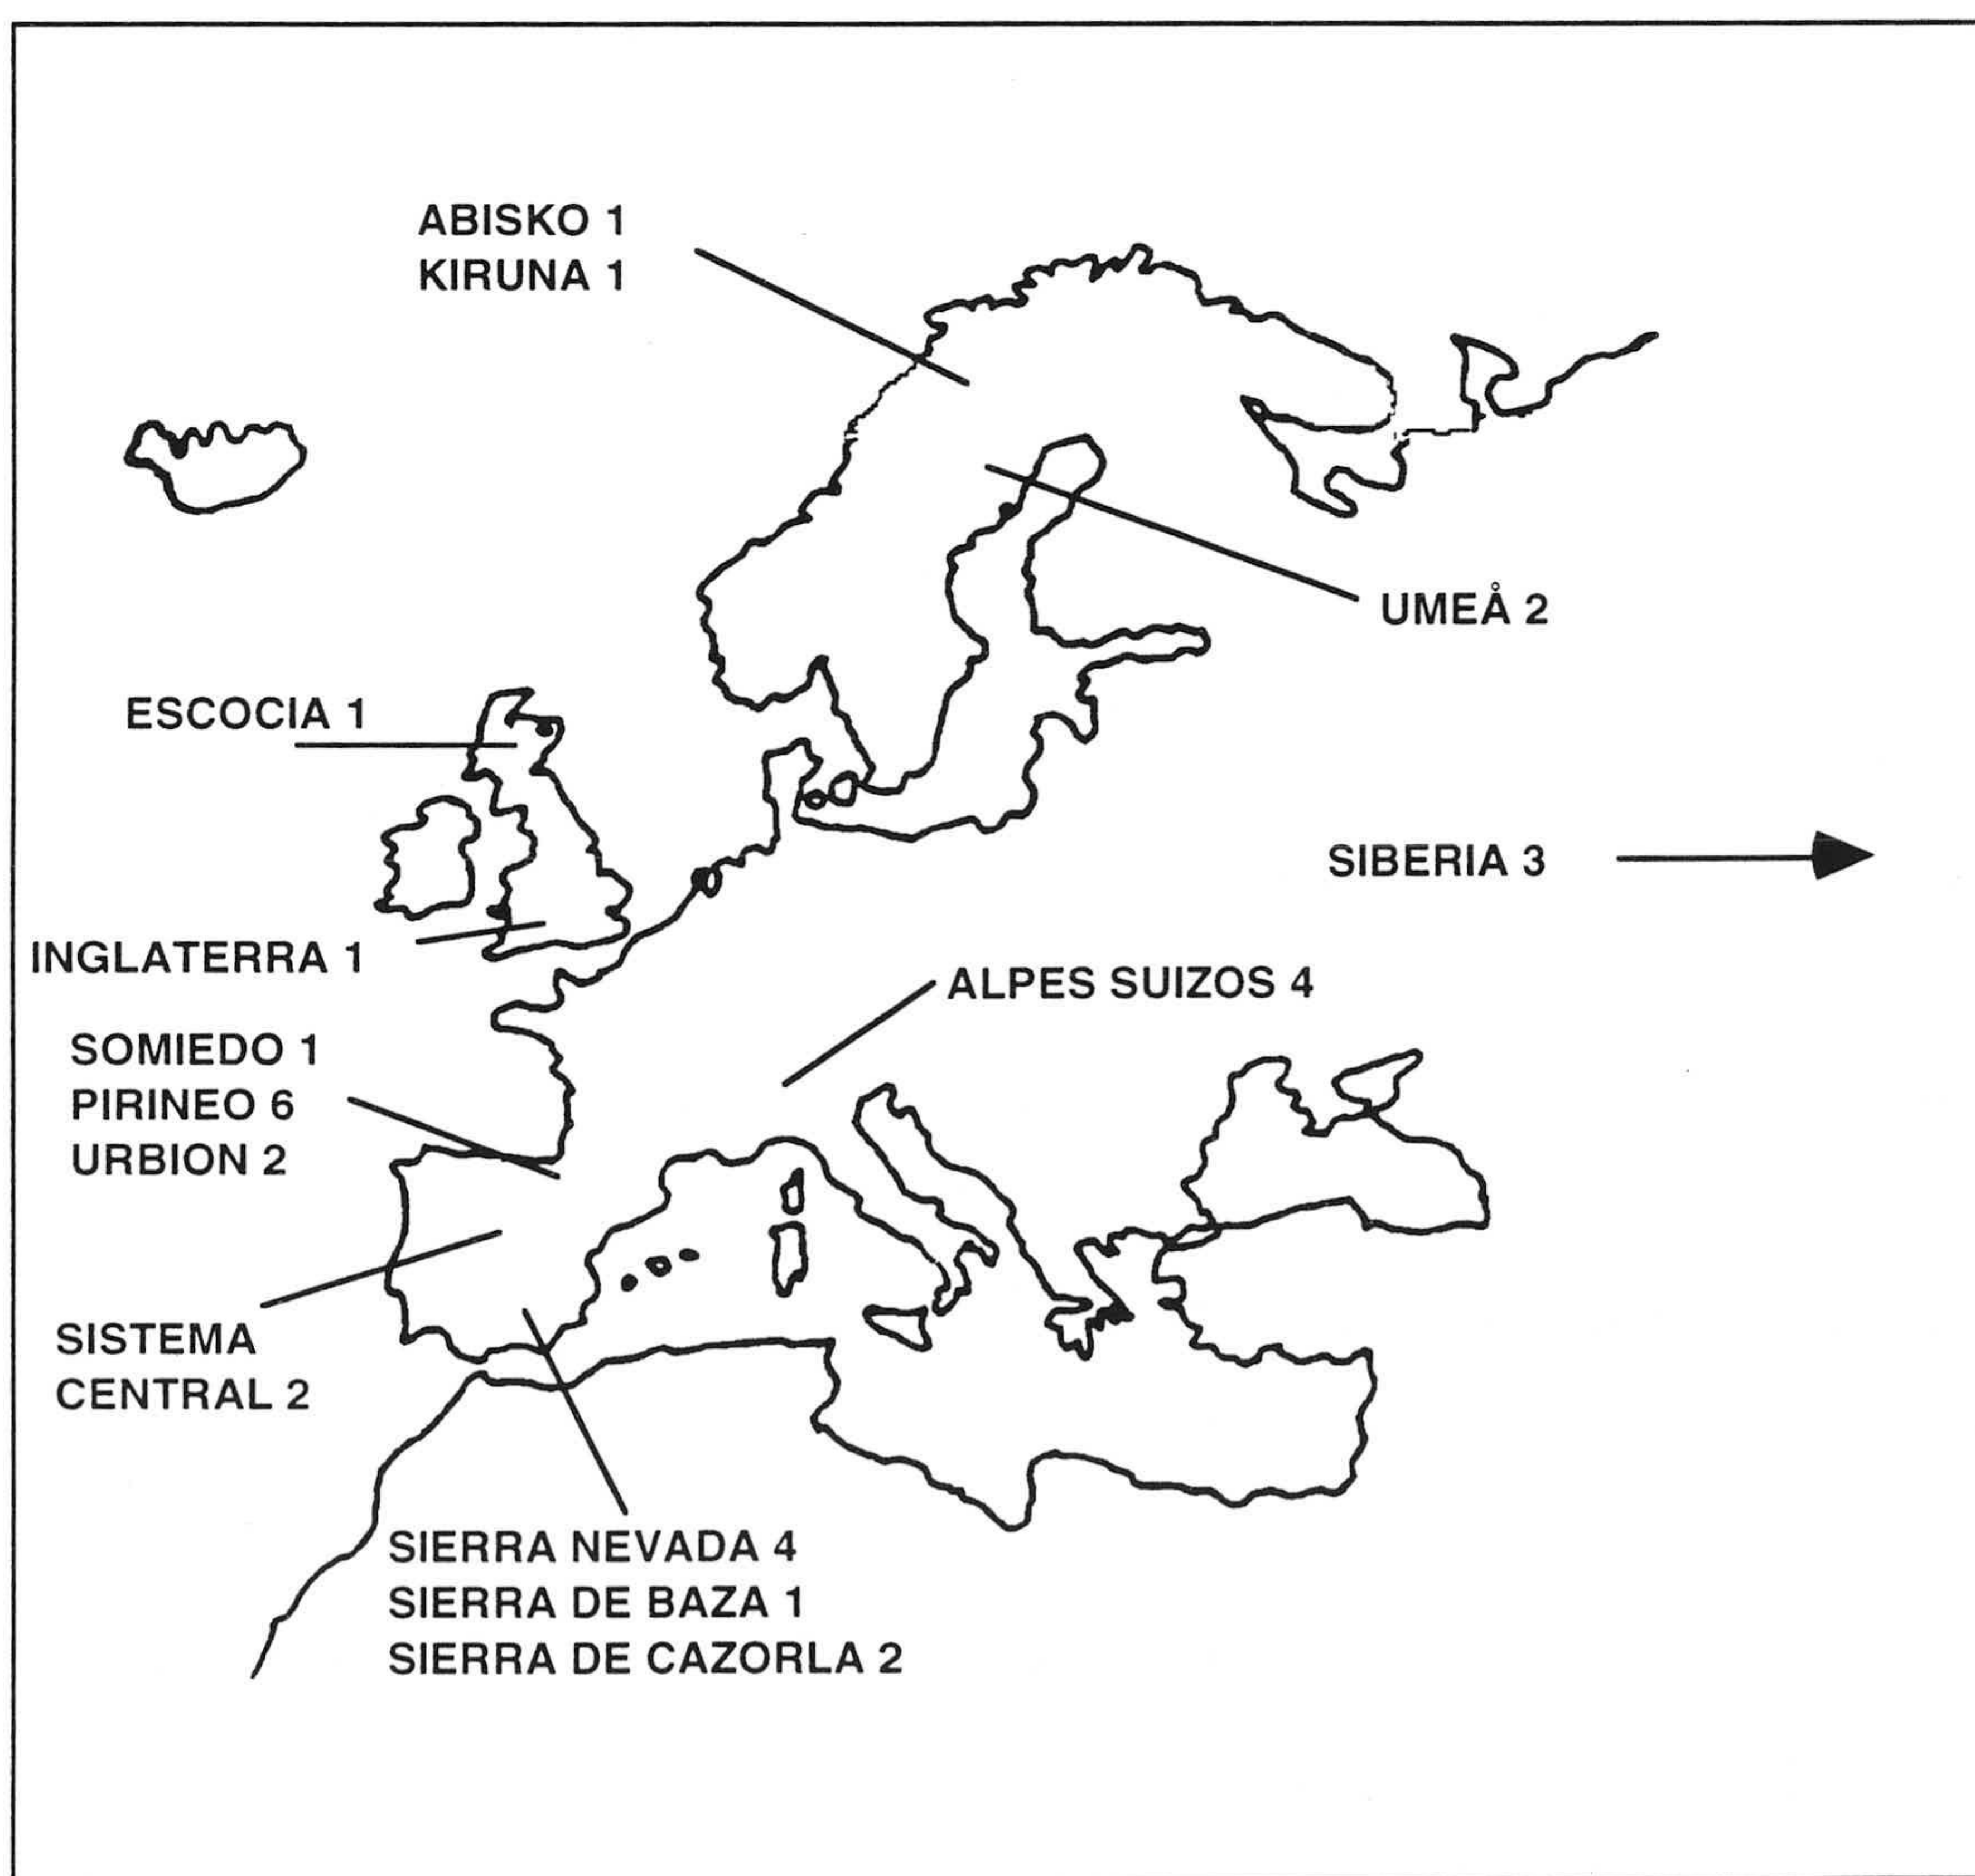 ABISKO 1
KIRUNA 1
UMEÅ 2
ESCOCIA 1
SIBERIA 3
INGLATERRA 1
ALPES SUIZOS 4
SOMIEDO 1
PIRINEO 6
URBION 2
SISTEMA
CENTRAL 2
SIERRA NEVADA 4
SIERRA DE BAZA 1
SIERRA DE CAZORLA 2